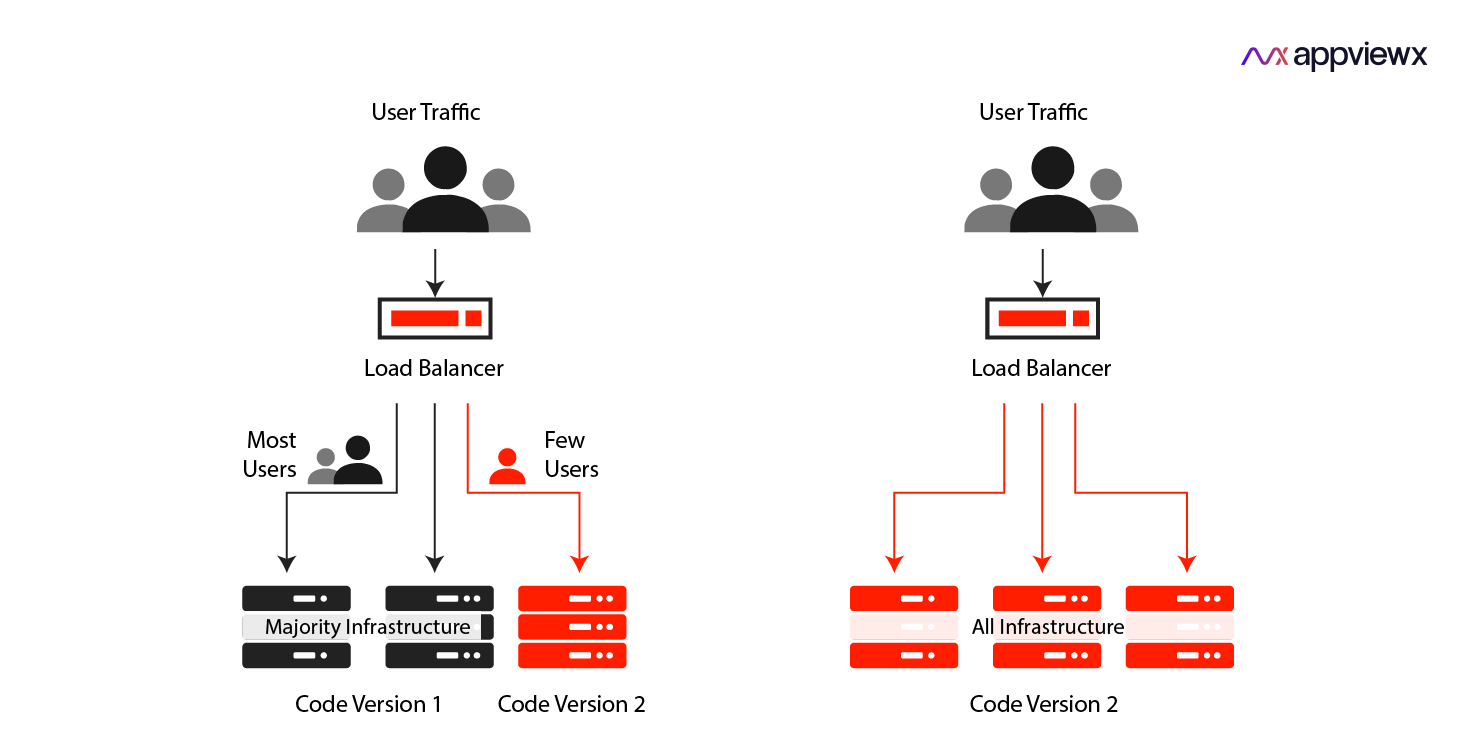 appviewx
User Traffic
Load Balancer
Most
Users
Few
Users
Majority Infrastructure
Code Version 1
Code Version 2
User Traffic
Load Balancer
All Infrastructure
Code Version 2